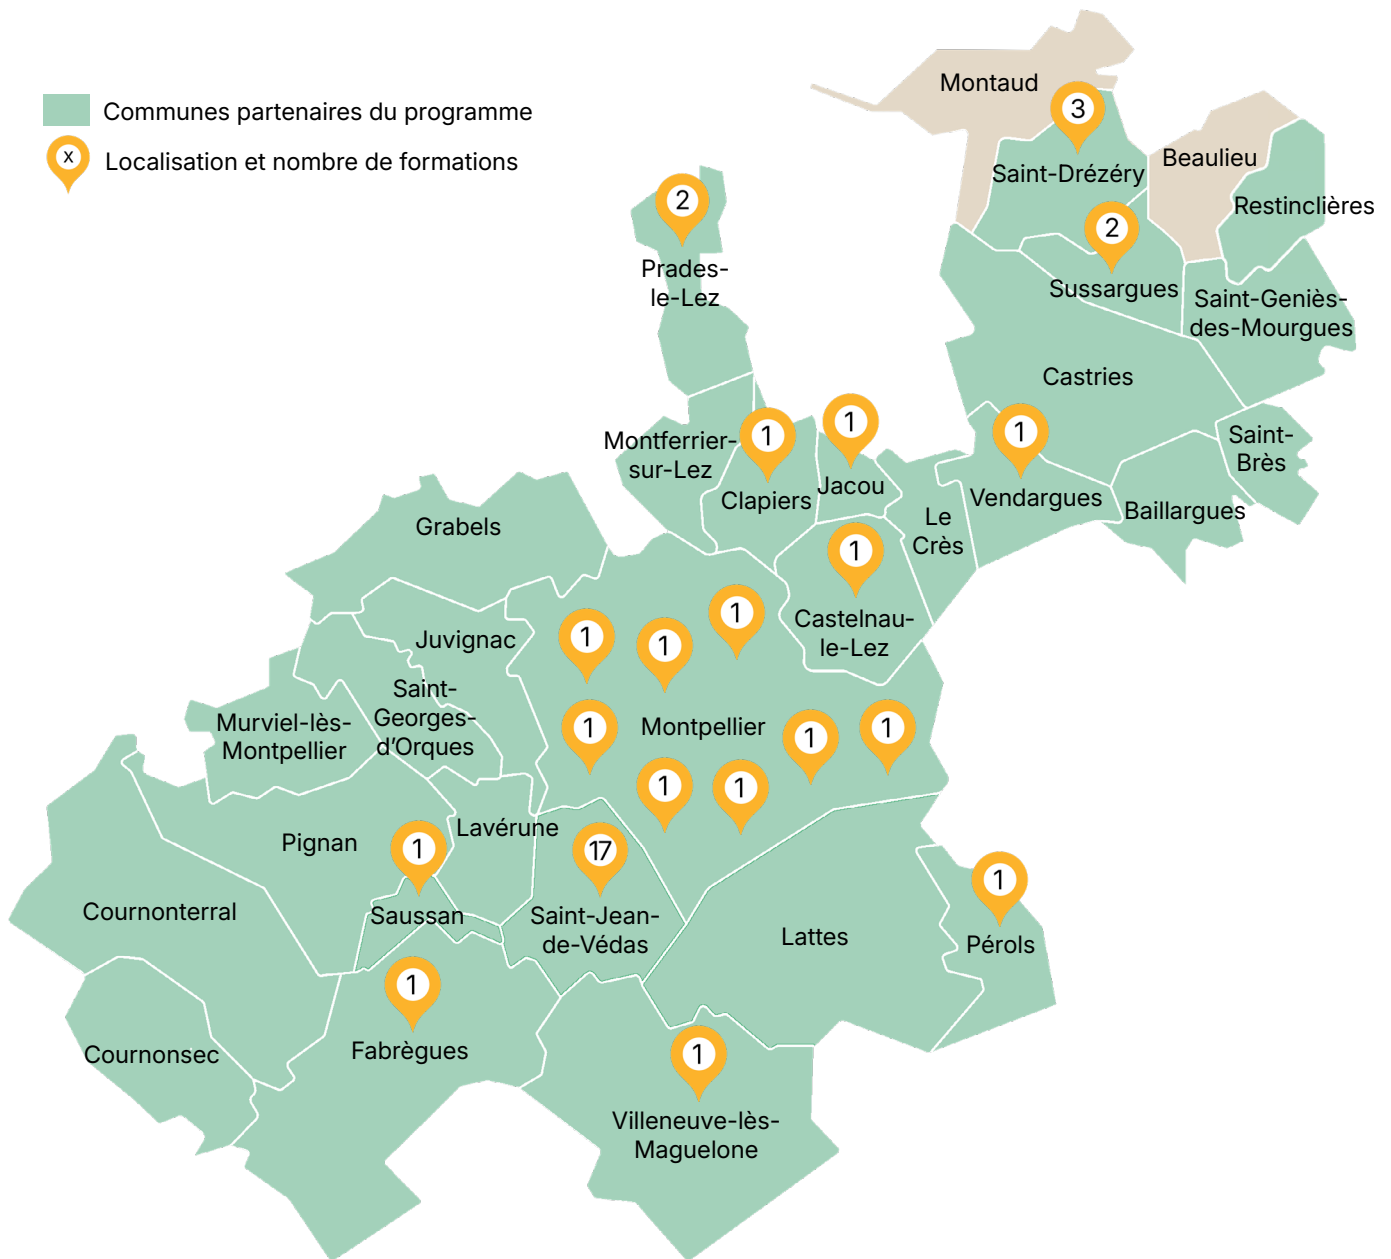 Communes partenaires du programme
x
Localisation et nombre de formations
Montaud
3
Saint-Drézéry
Beaulieu
Restinclières
2
Prades-
le-Lez
2
Sussargues
Saint-Geniès-
des-Mourgues
Castries
Montferrier-
sur-Lez
1
Clapiers
1
Jacou
1
Vendargues
Saint-
Brès
Baillargues
Le
Crès
Grabels
1
Castelnau-
le-Lez
Juvignac
1
1
1
Saint-
Georges-
d'Orques
Murviel-lès-
Montpellier
1
Montpellier
1
1
1
1
Pignan
1
Lavérune
17
Saint-Jean-
de-Védas
Saussan
Cournonterral
Lattes
1
Pérols
1
Fabrègues
Cournonsec
1
Villeneuve-lès-
Maguelone